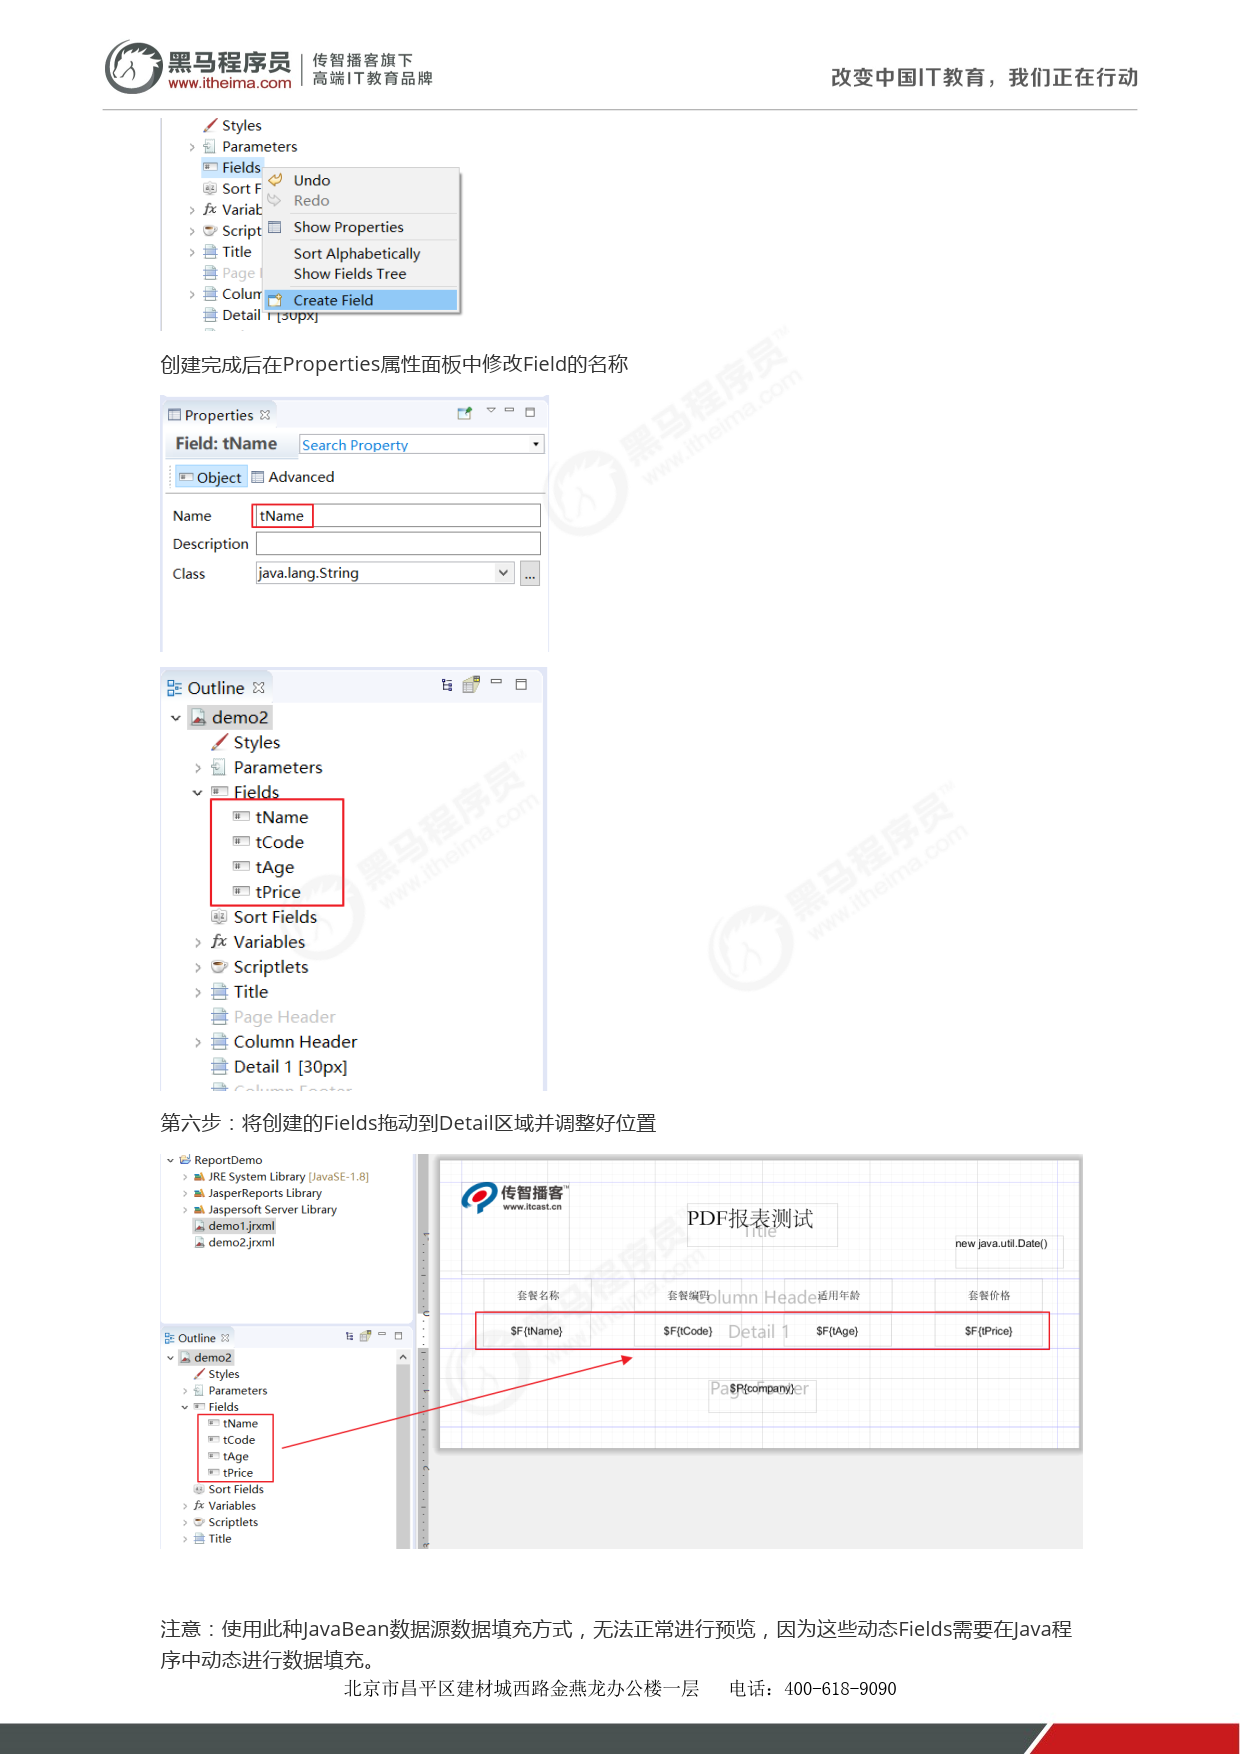 黑马程序员
www.itheima.com
传智播客旗下
高端IT教育品牌
改变中国IT教育，我们正在行动
Styles
Parameters
Fields
Undo
Sort F
Redo
Variab
Script
Show Properties
Title
Sort Alphabetically
Page
Show Fields Tree
Colum
Create Field
Detail 1 [30px]
创建完成后在Properties属性面板中修改Field的名称
Properties
Field: tName
Search Property
Object
Advanced
Name
tName
Description
Class
java.lang.String
...
Outline
demo2
Styles
Parameters
Fields
tName
tCode
tAge
tPrice
Sort Fields
Variables
Scriptlets
Title
Page Header
Column Header
Detail 1 [30px]
Column Footer
第六步：将创建的Fields拖动到Detail区域并调整好位置
ReportDemo
JRE System Library [JavaSE-1.8]
JasperReports Library
Jaspersoft Server Library
demo1.jrxml
demo2.jrxml
Outline
demo2
Styles
Parameters
Fields
tName
tCode
tAge
tPrice
Sort Fields
Variables
Scriptlets
Title
传智播客™
www.itcast.cn
PDF报表测试
Title
new java.util.Date()
套餐名称
套餐编码
Column Header
适用年龄
套餐价格
$F{tName}
$F{tCode}
Detail 1
$F{tAge}
$F{tPrice}
Page Footer
$P{company}
注意：使用此种JavaBean数据源数据填充方式，无法正常进行预览，因为这些动态Fields需要在Java程
序中动态进行数据填充。
北京市昌平区建材城西路金燕龙办公楼一层 电话：400-618-9090